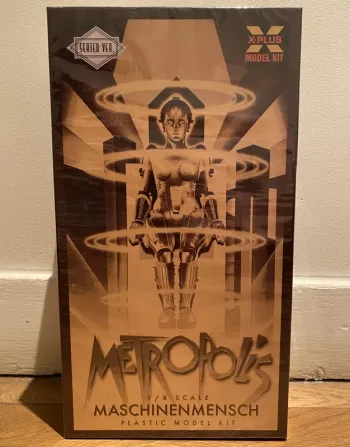 SEATED VER.
X-PLUS
MODEL KIT
METROPOLIS
1/8 SCALE
MASCHINENMENSCH
PLASTIC MODEL KIT